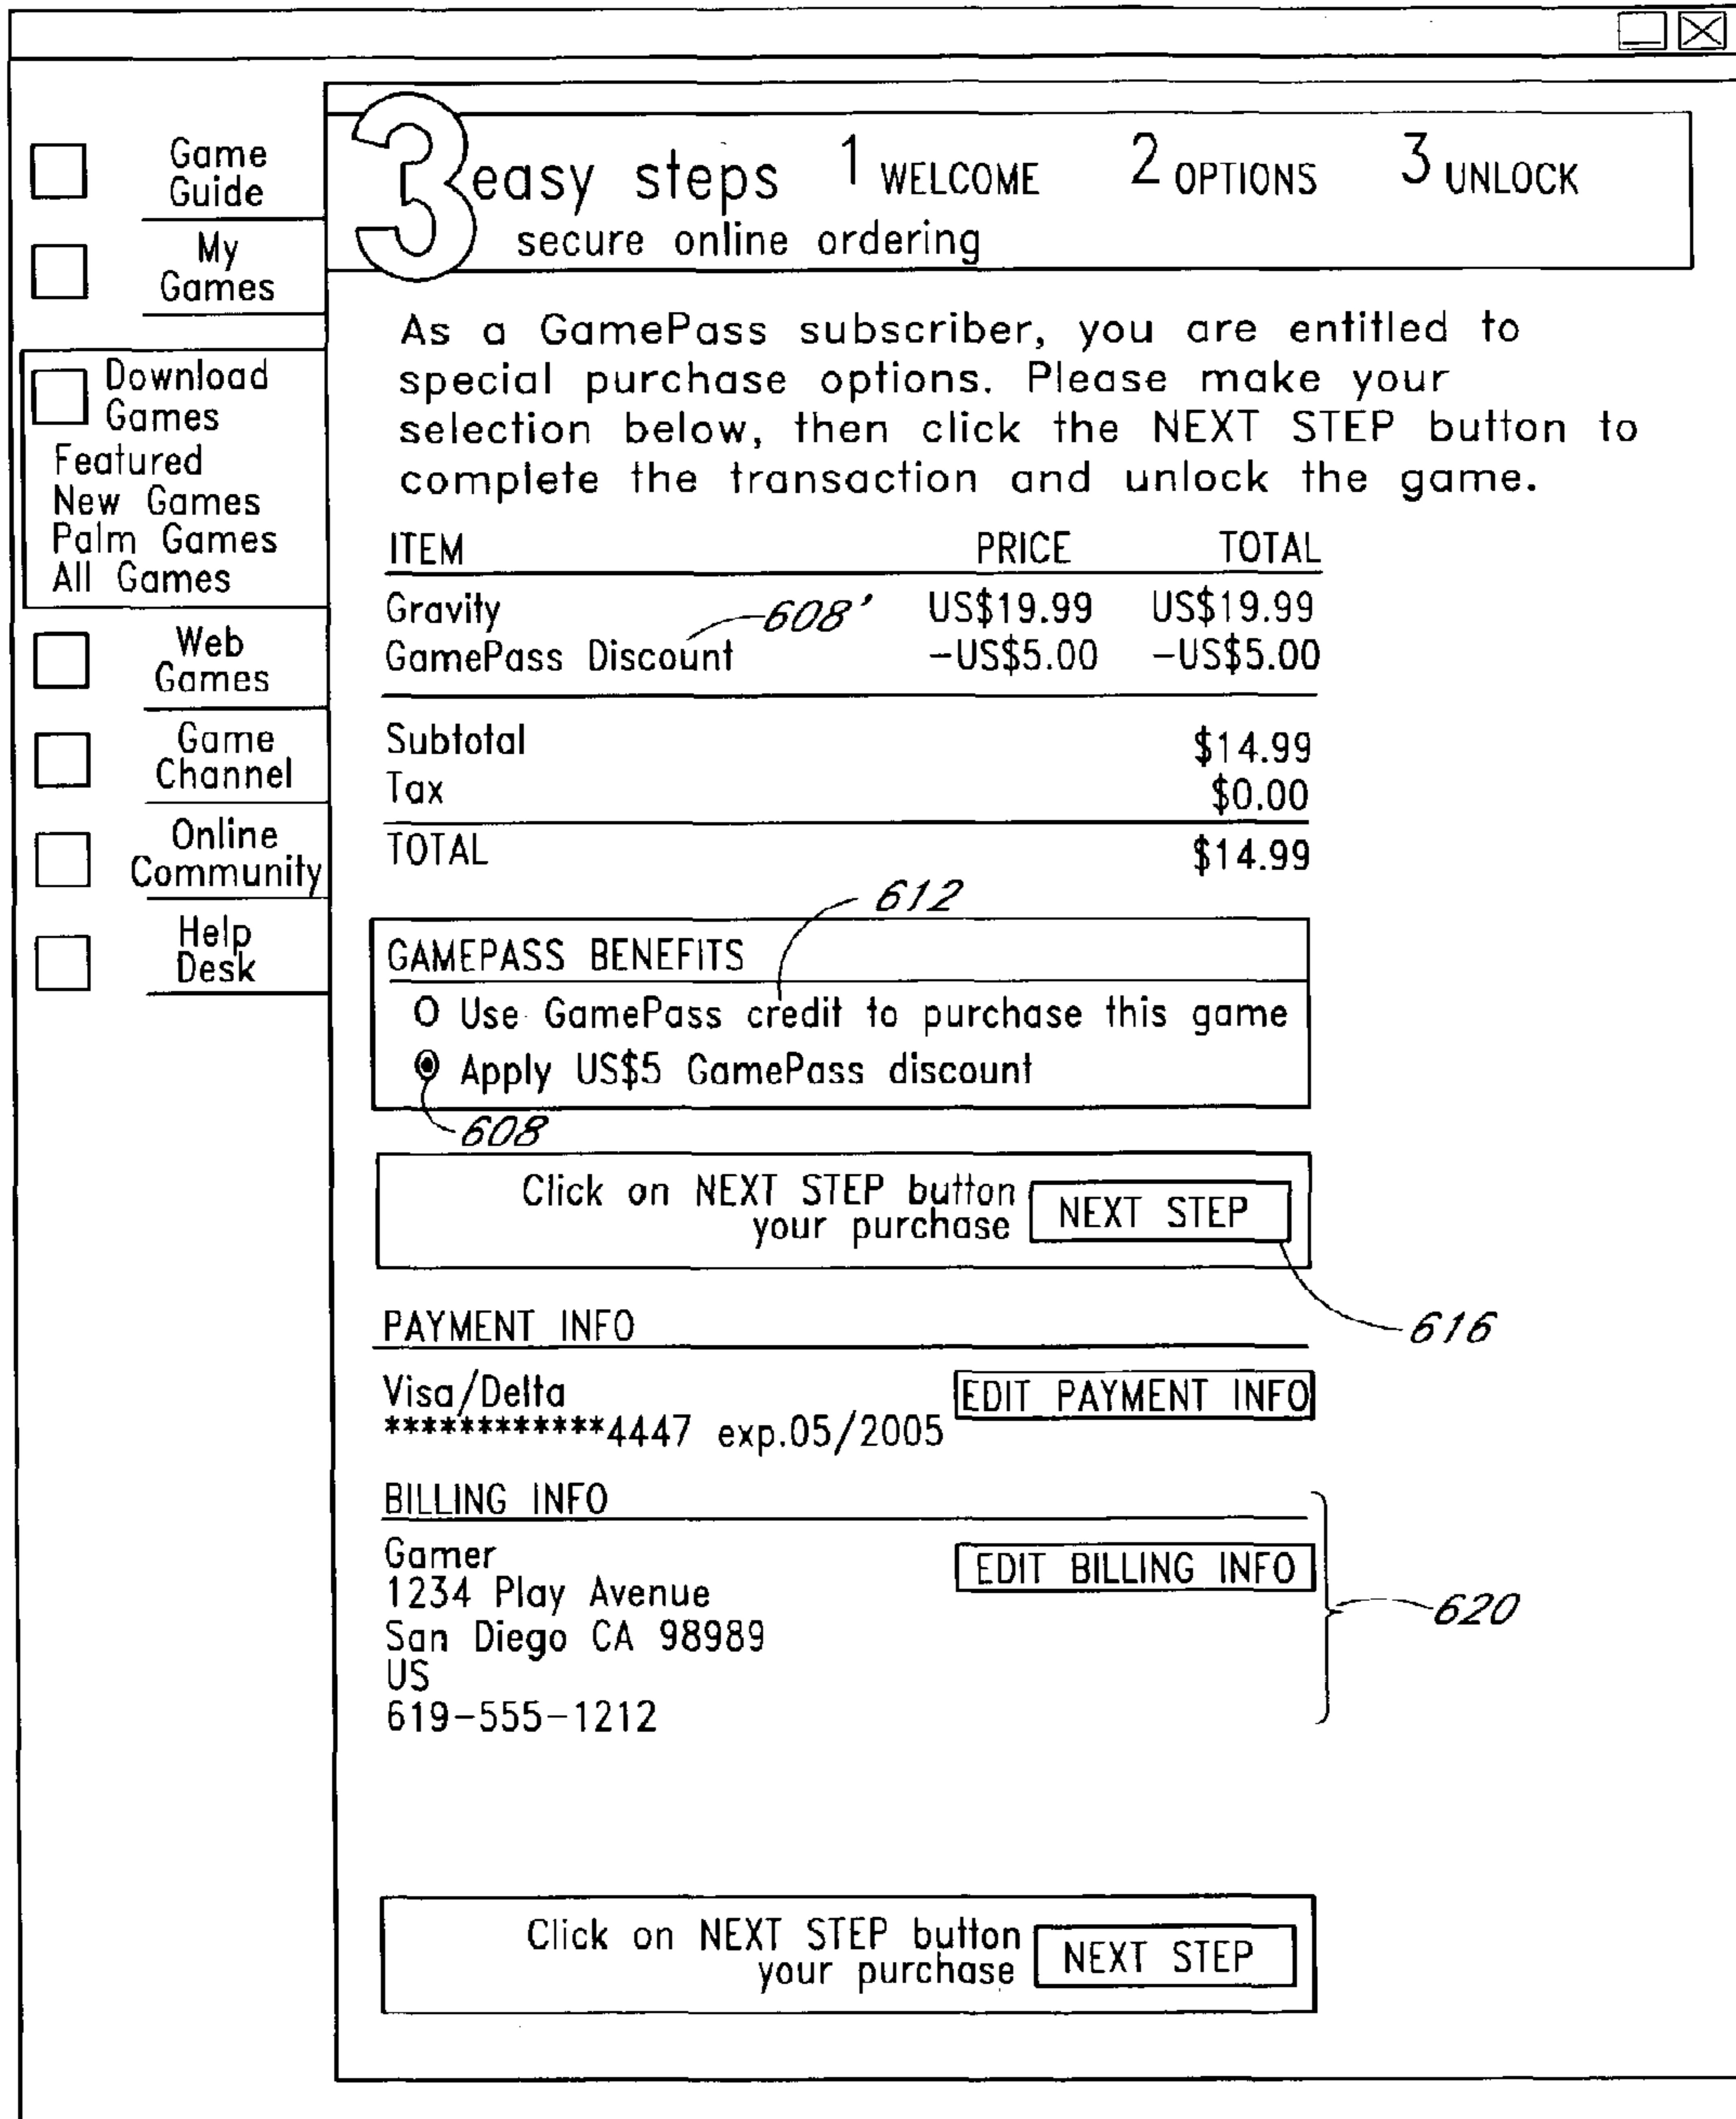 Game
Guide
My
Games
Download
Games
Featured
New Games
Palm Games
All Games
Web
Games
Game
Channel
Online
Community
Help
Desk
3 easy steps 1 WELCOME 2 OPTIONS 3 UNLOCK
secure online ordering
As a GamePass subscriber, you are entitled to
special purchase options. Please make your
selection below, then click the NEXT STEP button to
complete the transaction and unlock the game.
ITEM PRICE TOTAL
Gravity US$19.99 US$19.99
608'
GamePass Discount -US$5.00 -US$5.00
Subtotal $14.99
Tax $0.00
TOTAL $14.99
612
GAMEPASS BENEFITS
Use GamePass credit to purchase this game
Apply US$5 GamePass discount
608
Click on NEXT STEP button
your purchase
NEXT STEP
616
PAYMENT INFO
Visa/Delta
EDIT PAYMENT INFO
************4447 exp.05/2005
BILLING INFO
Gamer
EDIT BILLING INFO
1234 Play Avenue
620
San Diego CA 98989
US
619-555-1212
Click on NEXT STEP button
your purchase
NEXT STEP